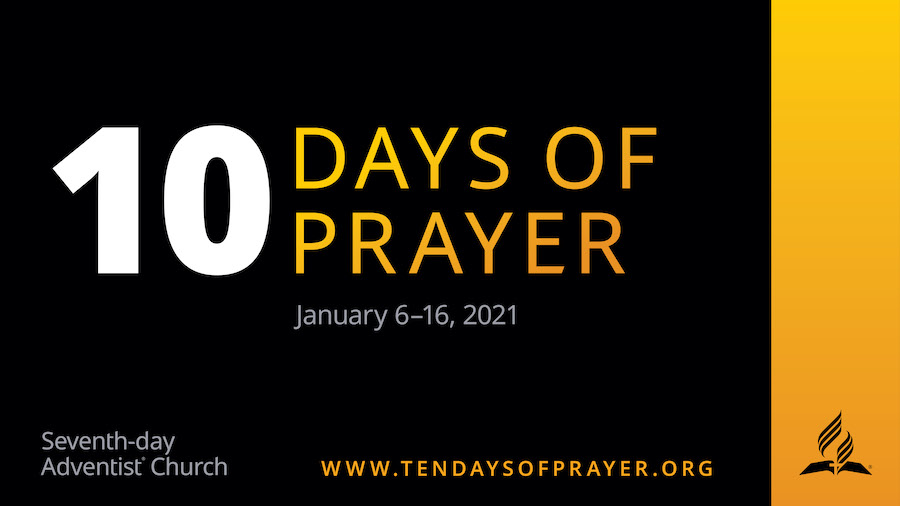 10 DAYS OF
PRAYER
January 6–16, 2021
Seventh-day
Adventist® Church
WWW.TENDAYSOFPRAYER.ORG